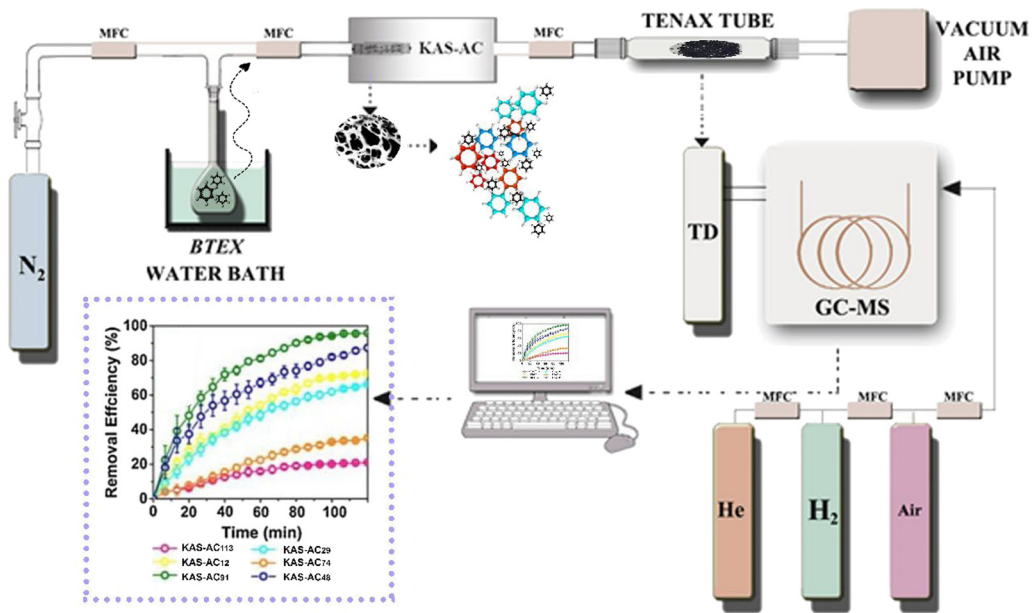 MFC
MFC
KAS-AC
MFC
TENAX TUBE
VACUUM
AIR
PUMP
N2
BTEX
WATER BATH
TD
GC-MS
Removal Effciency (%)
100
80
60
40
20
0
0 20 40 60 80 100
Time (min)
KAS-AC113
KAS-AC29
KAS-AC12
KAS-AC74
KAS-AC91
KAS-AC48
MFC
MFC
MFC
He
H2
Air